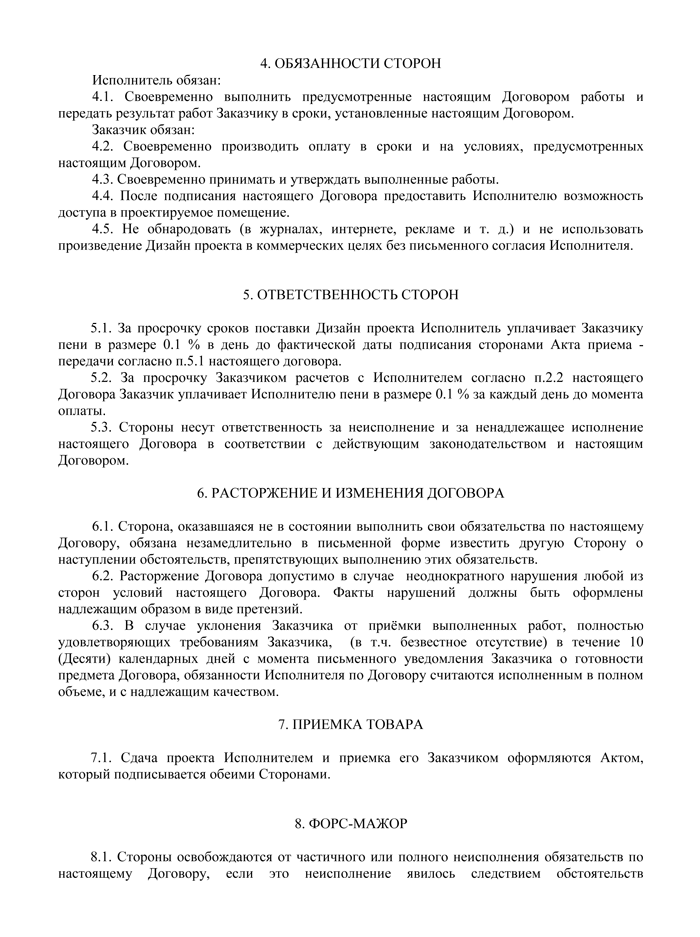 4. ОБЯЗАННОСТИ СТОРОН
Исполнитель обязан:
4.1. Своевременно выполнить предусмотренные настоящим Договором работы и
передать результат работ Заказчику в сроки, установленные настоящим Договором.
Заказчик обязан:
4.2. Своевременно производить оплату в сроки и на условиях, предусмотренных
настоящим Договором.
4.3. Своевременно принимать и утверждать выполненные работы.
4.4. После подписания настоящего Договора предоставить Исполнителю возможность
доступа в проектируемое помещение.
4.5. Не обнародовать (в журналах, интернете, рекламе и т. д.) и не использовать
произведение Дизайн проекта в коммерческих целях без письменного согласия Исполнителя.
5. ОТВЕТСТВЕННОСТЬ СТОРОН
5.1. За просрочку сроков поставки Дизайн проекта Исполнитель уплачивает Заказчику
пени в размере 0.1 % в день до фактической даты подписания сторонами Акта приема -
передачи согласно п.5.1 настоящего договора.
5.2. За просрочку Заказчиком расчетов с Исполнителем согласно п.2.2 настоящего
Договора Заказчик уплачивает Исполнителю пени в размере 0.1 % за каждый день до момента
оплаты.
5.3. Стороны несут ответственность за неисполнение и за ненадлежащее исполнение
настоящего Договора в соответствии с действующим законодательством и настоящим
Договором.
6. РАСТОРЖЕНИЕ И ИЗМЕНЕНИЯ ДОГОВОРА
6.1. Сторона, оказавшаяся не в состоянии выполнить свои обязательства по настоящему
Договору, обязана незамедлительно в письменной форме известить другую Сторону о
наступлении обстоятельств, препятствующих выполнению этих обязательств.
6.2. Расторжение Договора допустимо в случае неоднократного нарушения любой из
сторон условий настоящего Договора. Факты нарушений должны быть оформлены
надлежащим образом в виде претензий.
6.3. В случае уклонения Заказчика от приёмки выполненных работ, полностью
удовлетворяющих требованиям Заказчика, (в т.ч. безвестное отсутствие) в течение 10
(Десяти) календарных дней с момента письменного уведомления Заказчика о готовности
предмета Договора, обязанности Исполнителя по Договору считаются исполненным в полном
объеме, и с надлежащим качеством.
7. ПРИЕМКА ТОВАРА
7.1. Сдача проекта Исполнителем и приемка его Заказчиком оформляются Актом,
который подписывается обеими Сторонами.
8. ФОРС-МАЖОР
8.1. Стороны освобождаются от частичного или полного неисполнения обязательств по
настоящему Договору, если это неисполнение явилось следствием обстоятельств